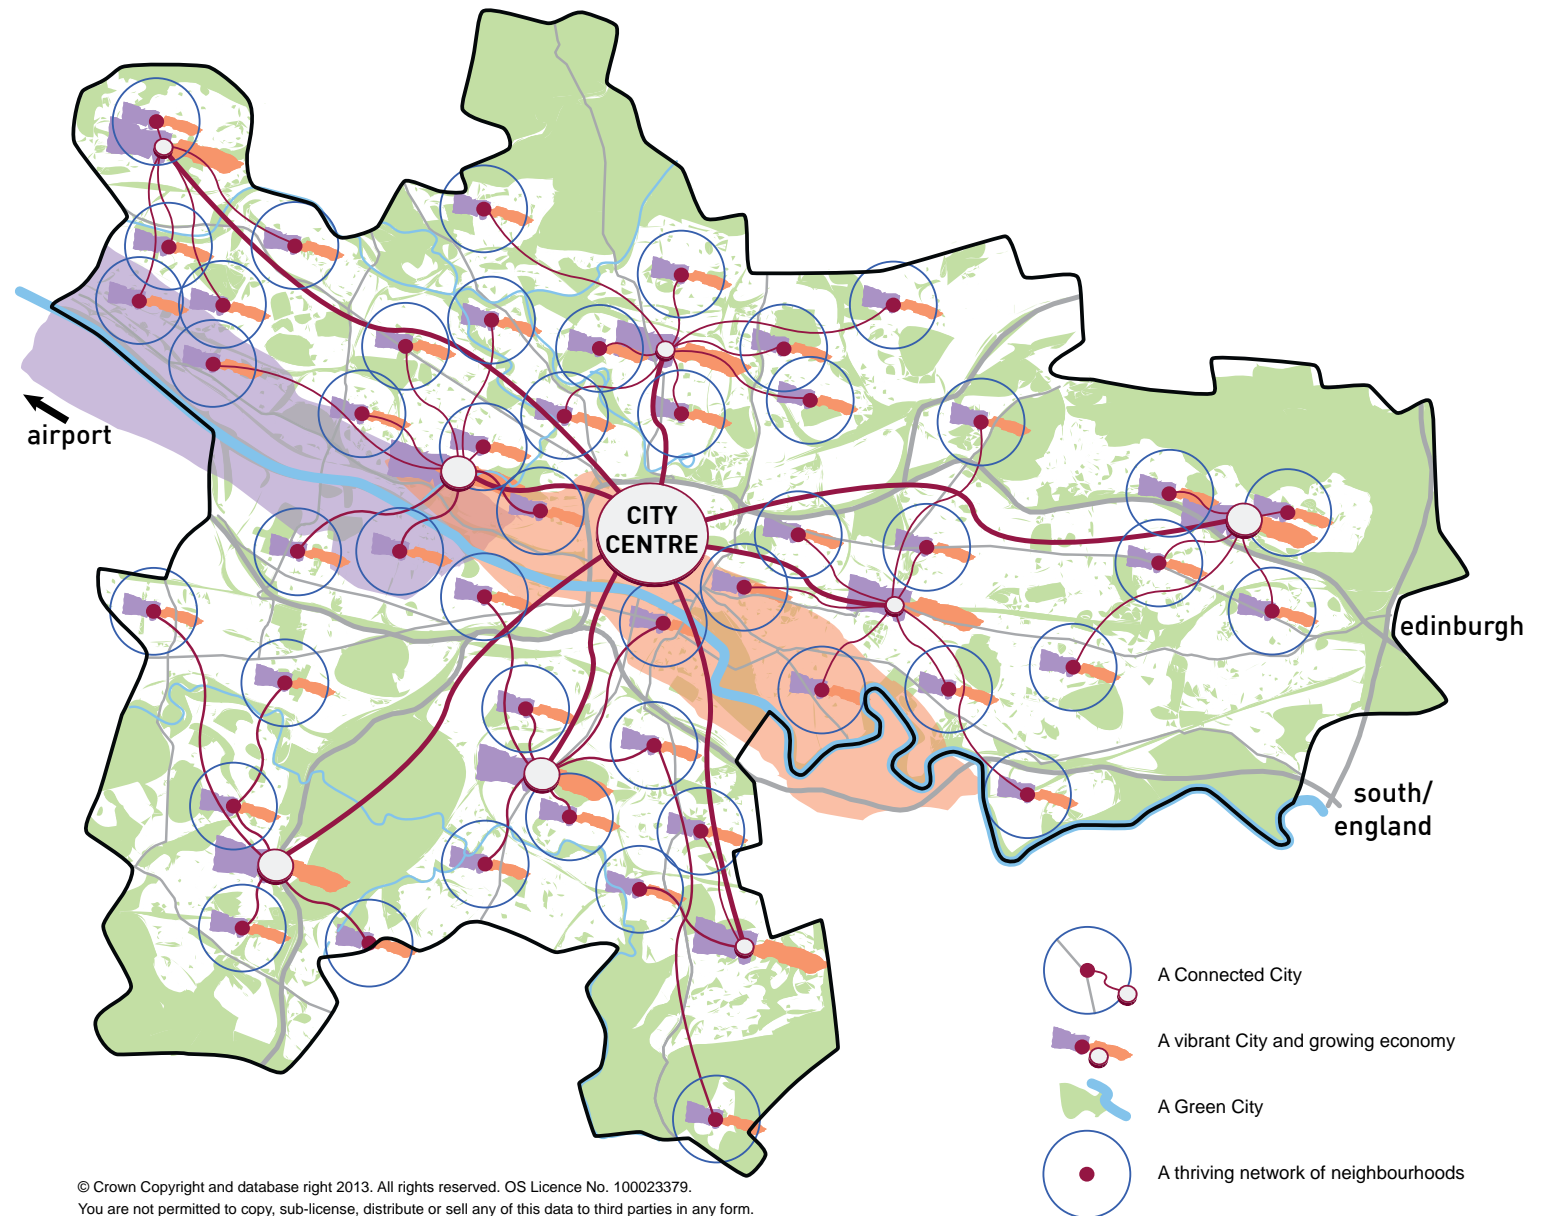 CITY
CENTRE
airport
edinburgh
south/
england
A Connected City
A vibrant City and growing economy
A Green City
A thriving network of neighbourhoods
© Crown Copyright and database right 2013. All rights reserved. OS Licence No. 100023379.
You are not permitted to copy, sub-license, distribute or sell any of this data to third parties in any form.